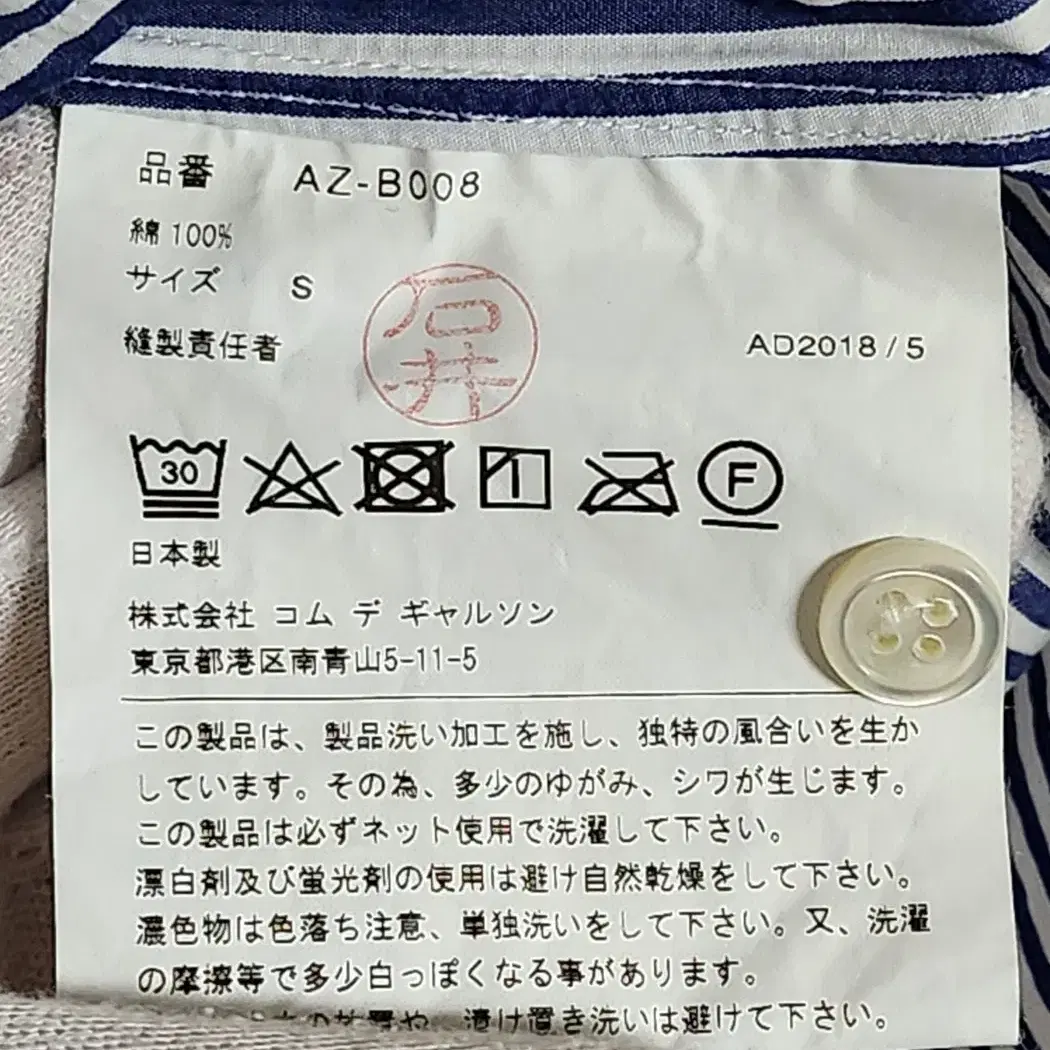 品番 AZ-B008
綿 100%
サイズ S
石井
縫製責任者 AD2018/5
30 F
日本製
株式会社 コム デ ギャルソン
東京都港区南青山5-11-5
この製品は、製品洗い加工を施し、独特の風合いを生か
しています。その為、多少のゆがみ、シワが生じます。
この製品は必ずネット使用で洗濯して下さい。
漂白剤及び蛍光剤の使用は避け自然乾燥をして下さい。
濃色物は色落ち注意、単独洗いをして下さい。又、洗濯
の摩擦等で多少白っぽくなる事があります。
漬け置き洗いは避けて下さい。